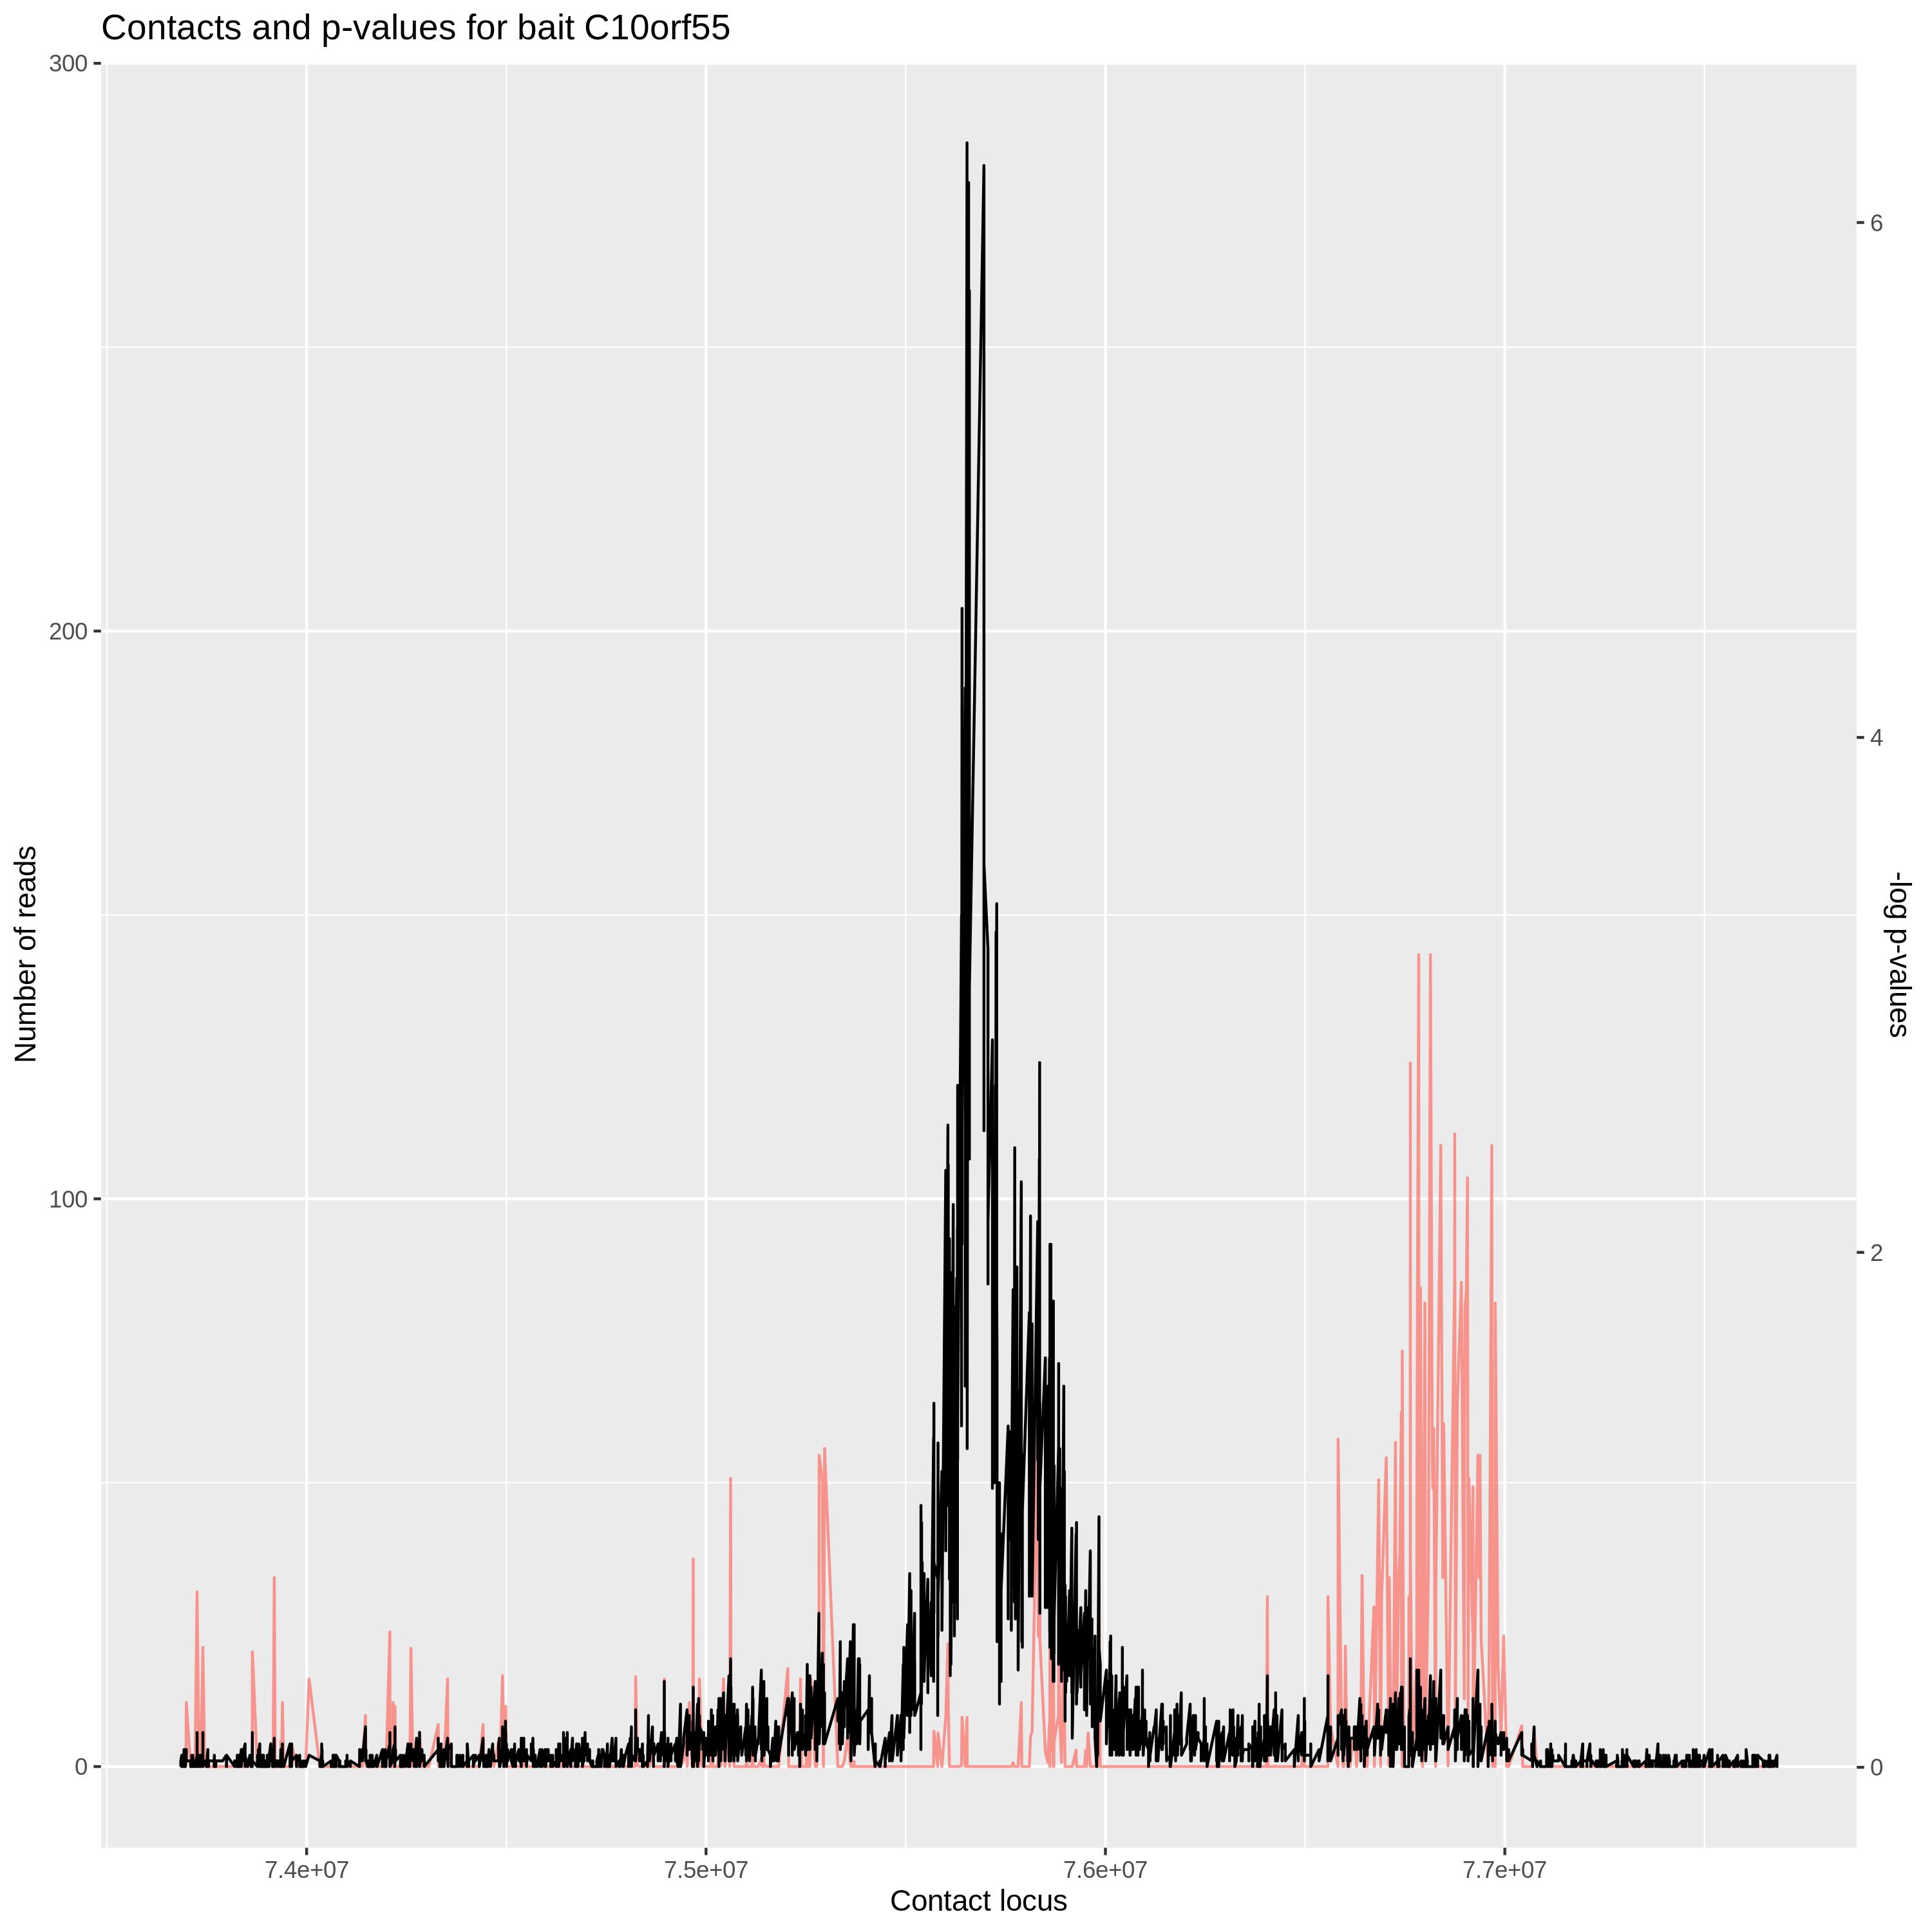 Contacts and p-values for bait C10orf55
300
200
100
0
Number of reads
6
4
2
0
-log p-values
7.4e+07
7.5e+07
7.6e+07
7.7e+07
Contact locus